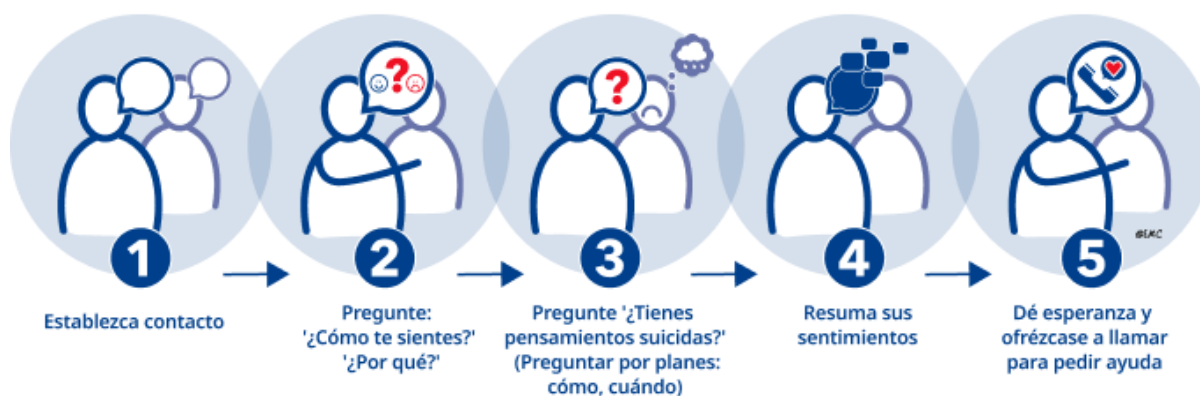 1
Establezca contacto
2
Pregunte:
'¿Cómo te sientes?'
'¿Por qué?'
?
3
Pregunte '¿Tienes
pensamientos suicidas?'
(Preguntar por planes:
cómo, cuándo)
?
4
Resuma sus
sentimientos
5
Dé esperanza y
ofrézcase a llamar
para pedir ayuda